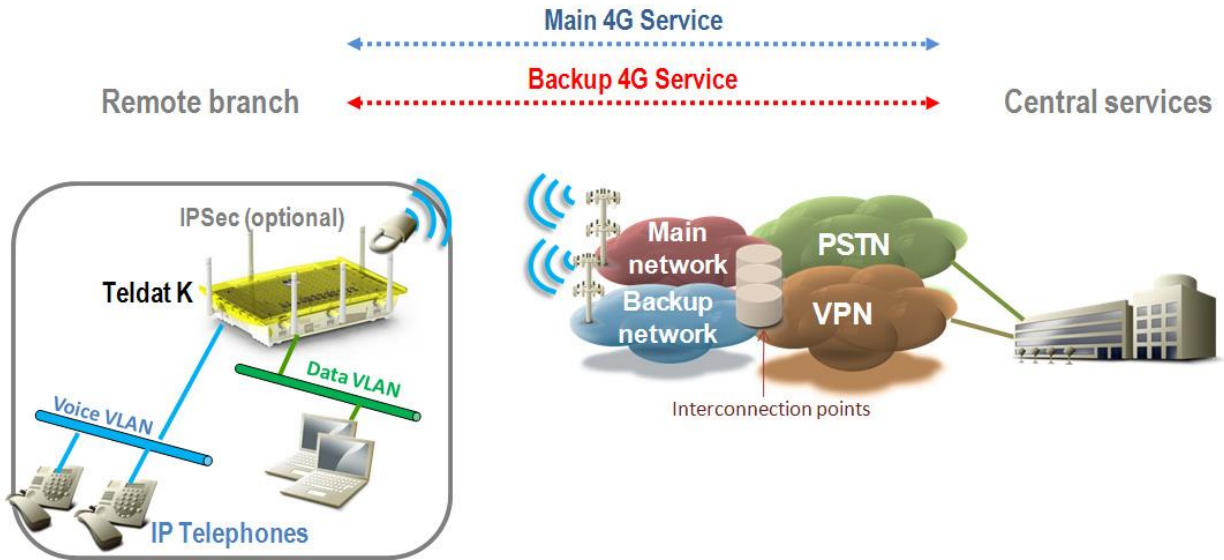 Main 4G Service
Backup 4G Service
Remote branch
Central services
IPSec (optional)
Teldat K
Main
network
PSTN
Backup
network
VPN
Data VLAN
Voice VLAN
Interconnection points
IP Telephones